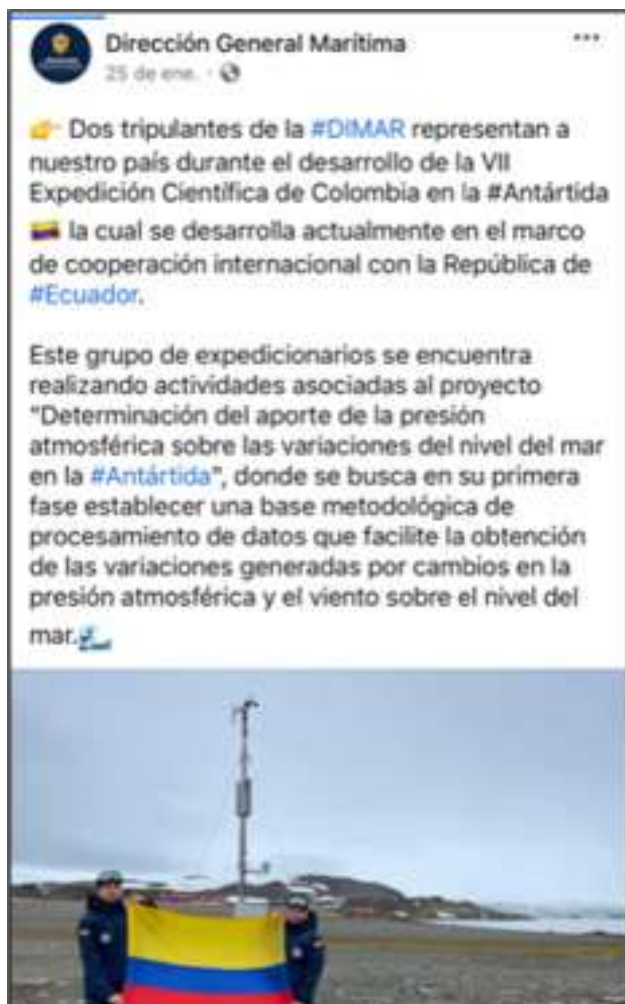 Dirección General Marítima
25 de ene.
Dos tripulantes de la #DIMAR representan a
nuestro país durante el desarrollo de la VII
Expedición Científica de Colombia en la #Antártida
la cual se desarrolla actualmente en el marco
de cooperación internacional con la República de
#Ecuador.
Este grupo de expedicionarios se encuentra
realizando actividades asociadas al proyecto
"Determinación del aporte de la presión
atmosférica sobre las variaciones del nivel del mar
en la #Antártida", donde se busca en su primera
fase establecer una base metodológica de
procesamiento de datos que facilite la obtención
de las variaciones generadas por cambios en la
presión atmosférica y el viento sobre el nivel del
mar.